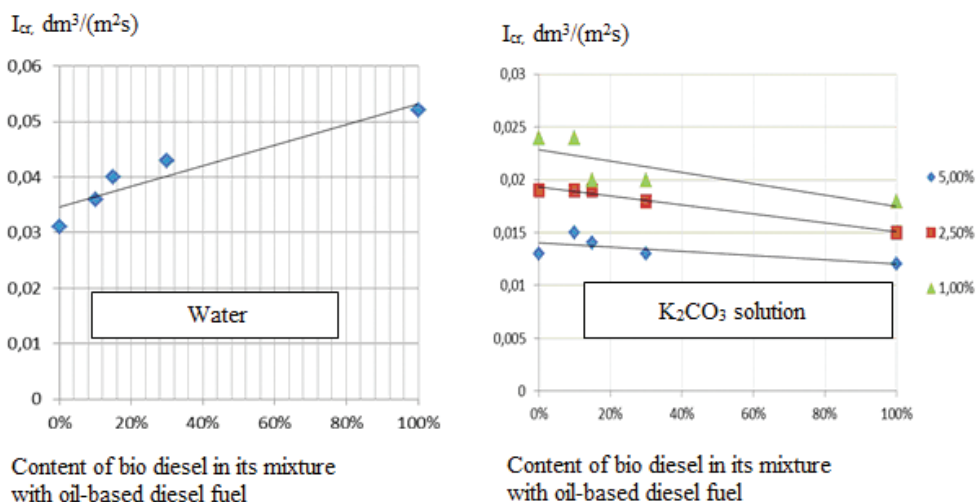 I cr, dm³/(m²s)
0,06
0,05
0,04
0,03
0,02
0,01
0
0% 20% 40% 60% 80% 100%
Water
Content of bio diesel in its mixture
with oil-based diesel fuel
I cr, dm³/(m²s)
0,03
0,025
0,02
0,015
0,01
0,005
0
0% 20% 40% 60% 80% 100%
K₂CO₃ solution
5,00%
2,50%
1,00%
Content of bio diesel in its mixture
with oil-based diesel fuel